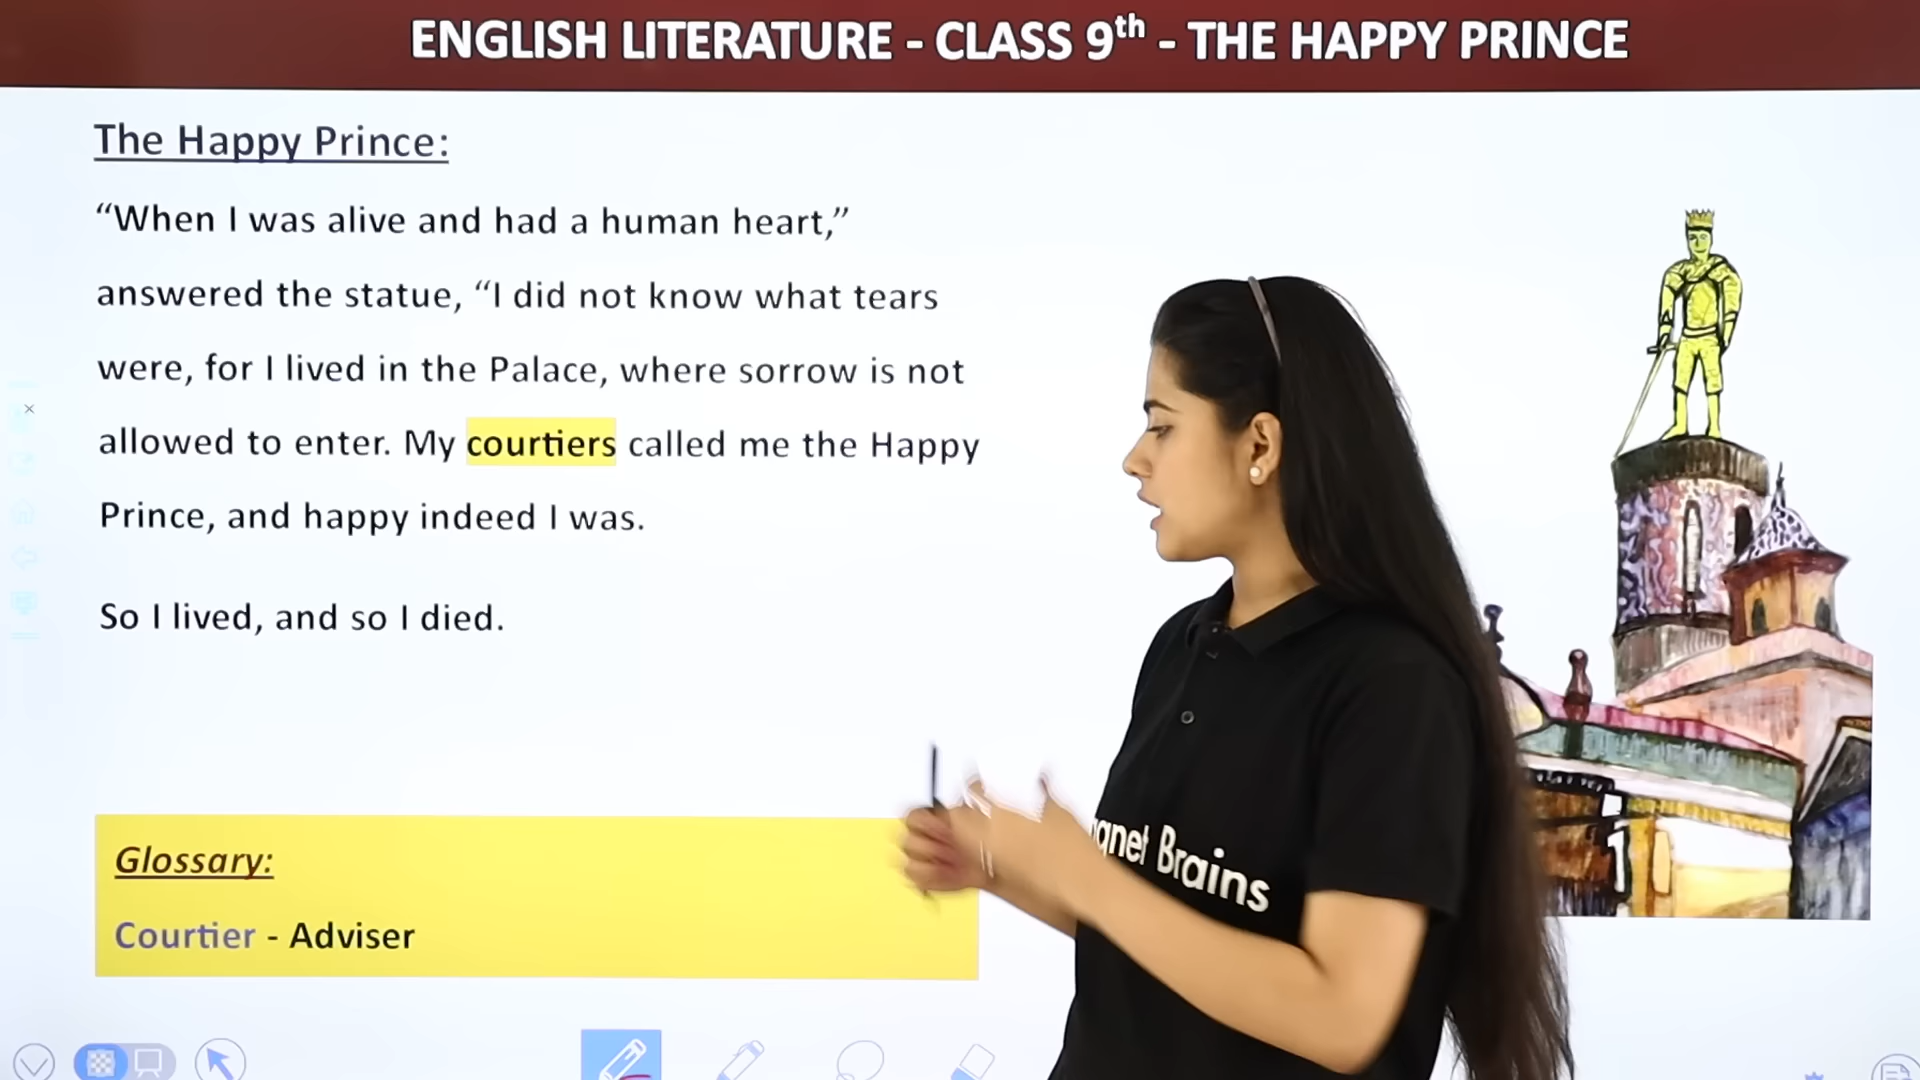 ENGLISH LITERATURE - CLASS 9th - THE HAPPY PRINCE
The Happy Prince:
“When I was alive and had a human heart,”
answered the statue, “I did not know what tears
were, for I lived in the Palace, where sorrow is not
allowed to enter. My courtiers called me the Happy
Prince, and happy indeed I was.
So I lived, and so I died.
Glossary:
Courtier - Adviser
Brains